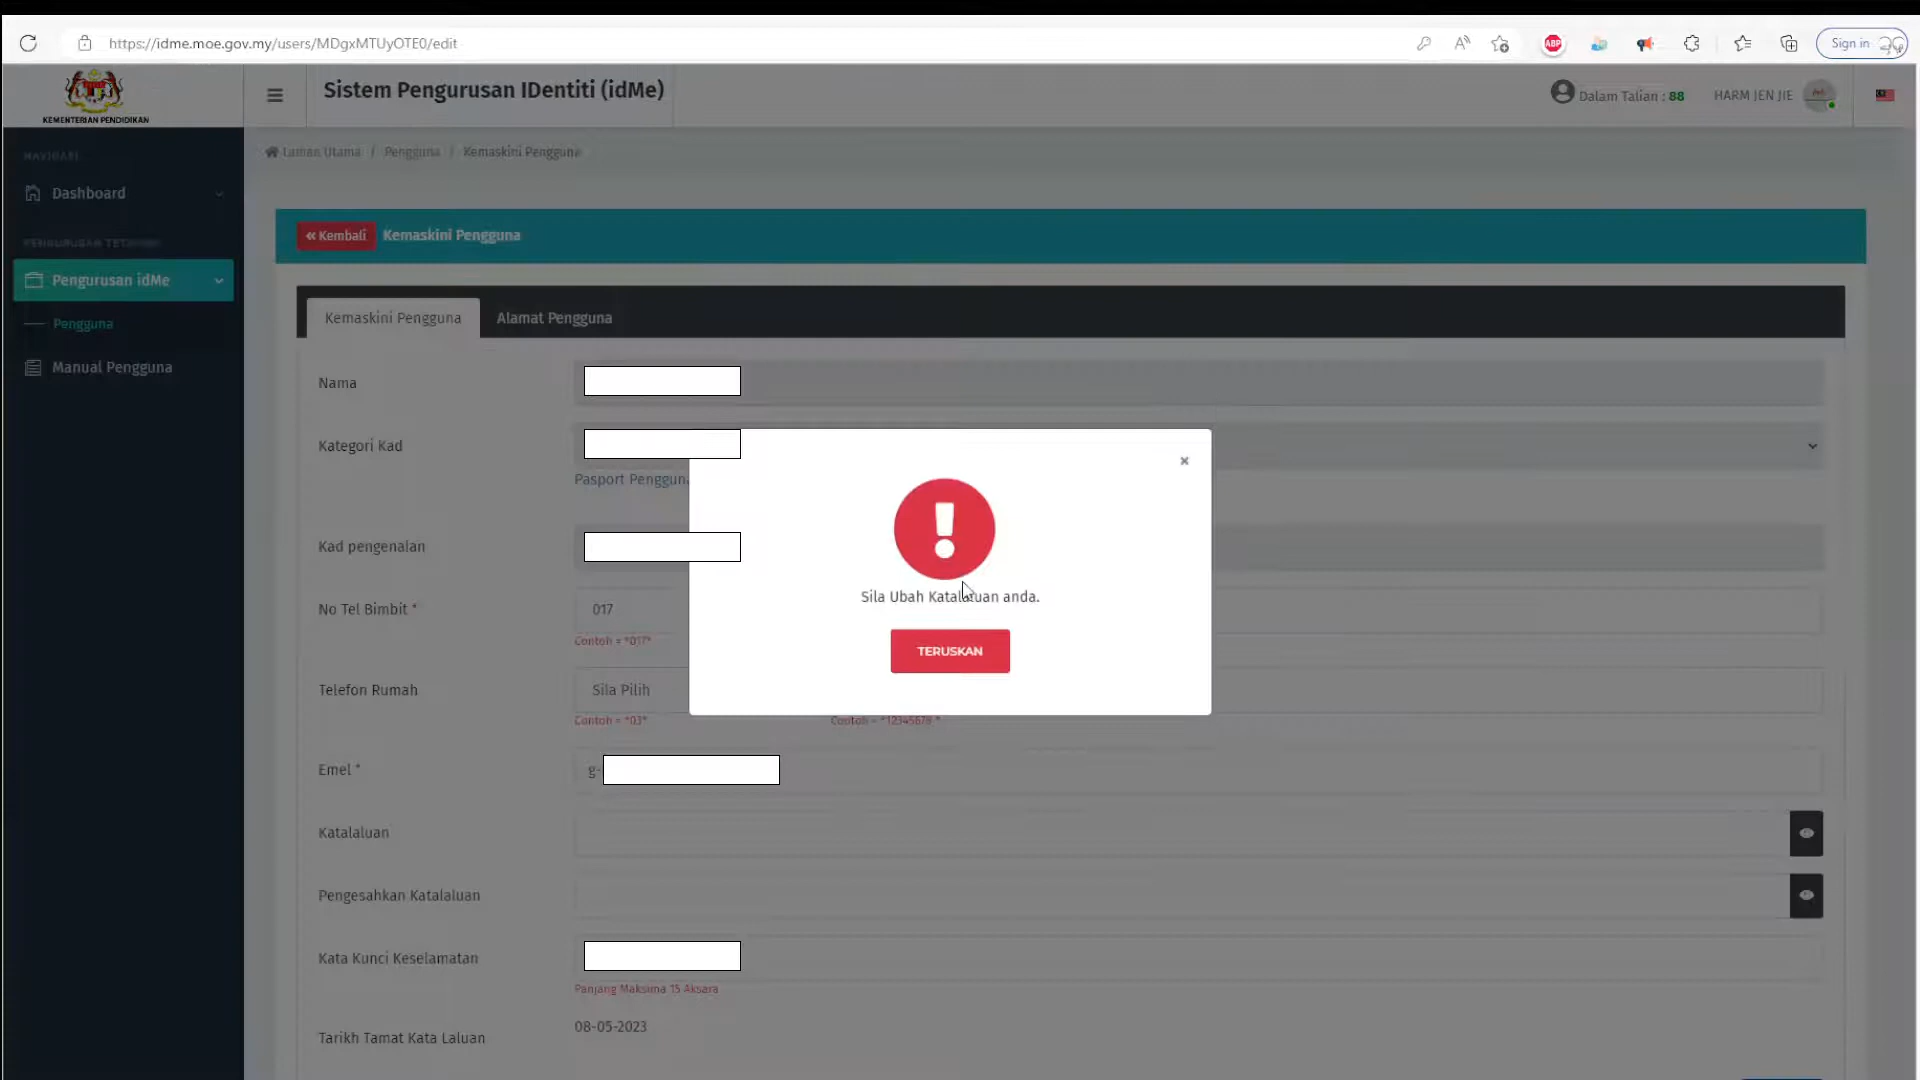 https://idme.moe.gov.my/users/MDgxMTUyOTE0/edit
ABP
Sign in
KEMENTERIAN PENDIDIKAN
Sistem Pengurusan IDentiti (idMe)
Dalam Talian : 88
HARM JEN JIE
NAVIGASI
Laman Utama / Pengguna / Kemaskini Pengguna
Dashboard
« Kembali
Kemaskini Pengguna
Pengurusan idMe
Pengguna
Manual Pengguna
Kemaskini Pengguna
Alamat Pengguna
Nama
Kategori Kad
Pasport Pengguna
Kad pengenalan
Sila Ubah Katalaluan anda.
TERUSKAN
No Tel Bimbit *
017
Contoh = "017"
Telefon Rumah
Sila Pilih
Contoh = "03"
Contoh = "12345678 "
Emel *
g-
Katalaluan
Pengesahkan Katalaluan
Kata Kunci Keselamatan
Panjang Maksima 15 Aksara
Tarikh Tamat Kata Laluan
08-05-2023